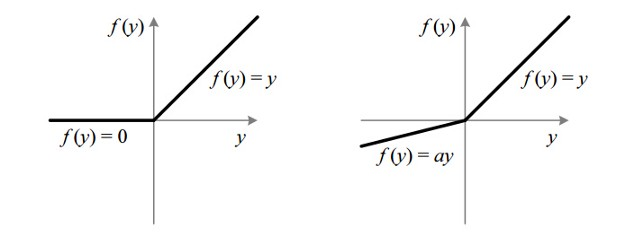 f(y)
f(y) = y
f(y) = 0
y
f(y)
f(y) = y
f(y) = ay
y